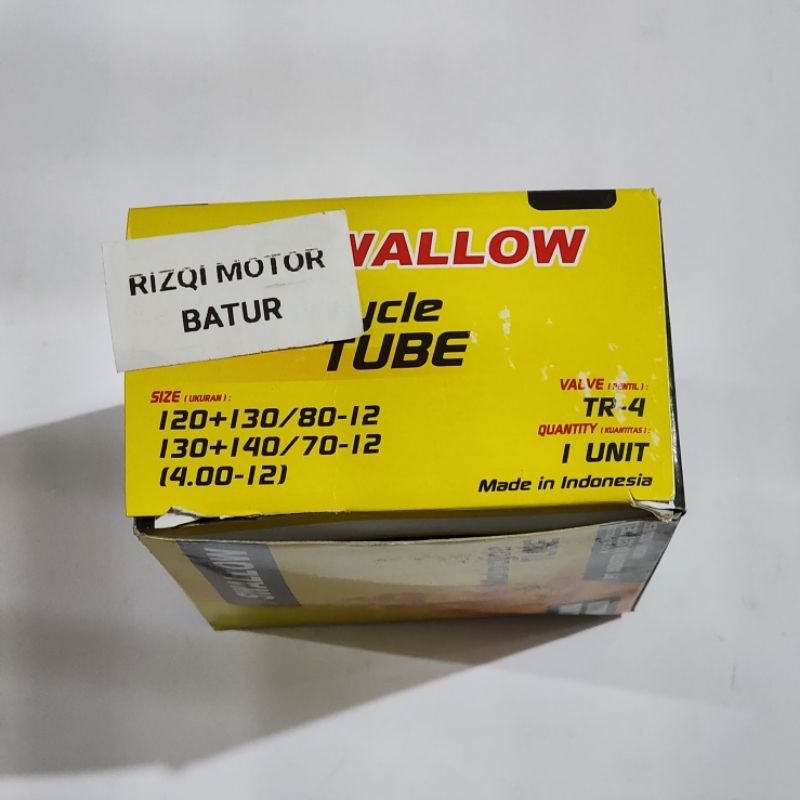 RIZQI MOTOR
BATUR
WALLOW
ycle
TUBE
SIZE (UKURAN):
120+130/80-12
130+140/70-12
(4.00-12)
VALVE (PENTIL):
TR-4
QUANTITY (KUANTITAS):
1 UNIT
Made in Indonesia
SWALLOW